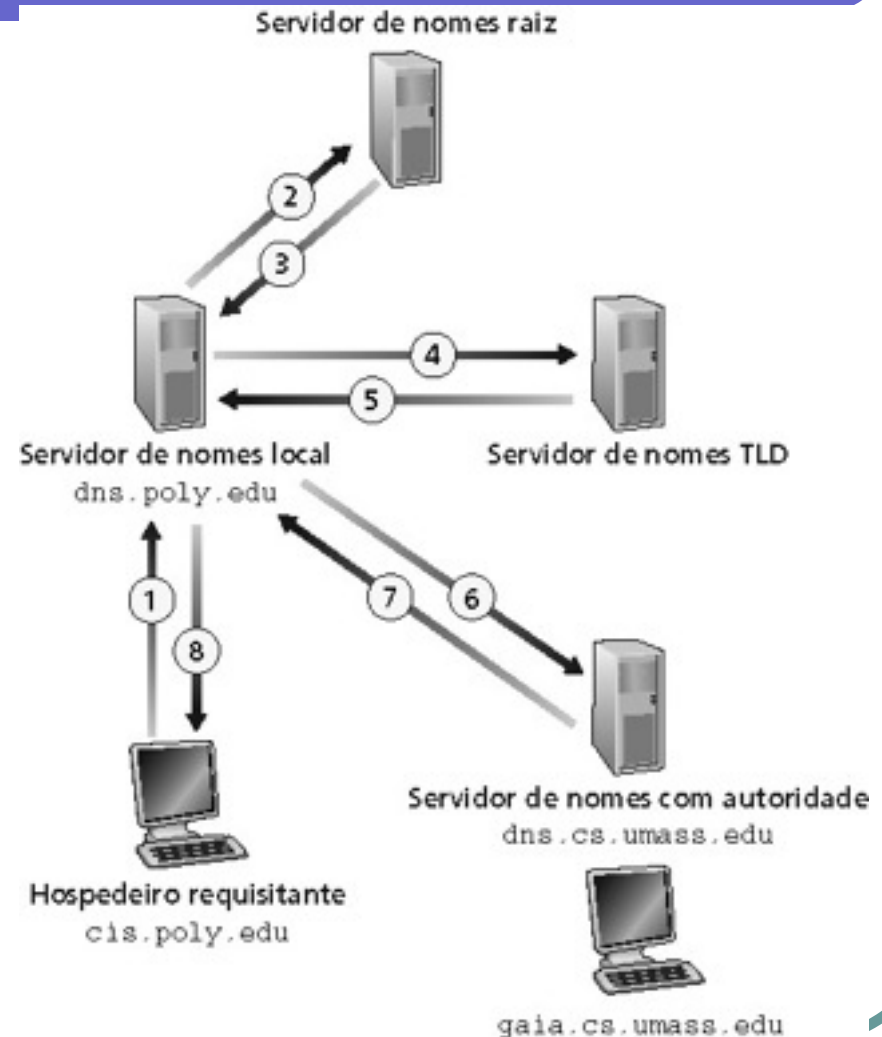 Servidor de nomes raiz
2
3
4
5
Servidor de nomes local
dns.poly.edu
Servidor de nomes TLD
1
8
7
6
Servidor de nomes com autoridade
dns.cs.umass.edu
Hospedeiro requisitante
cis.poly.edu
gaia.cs.umass.edu